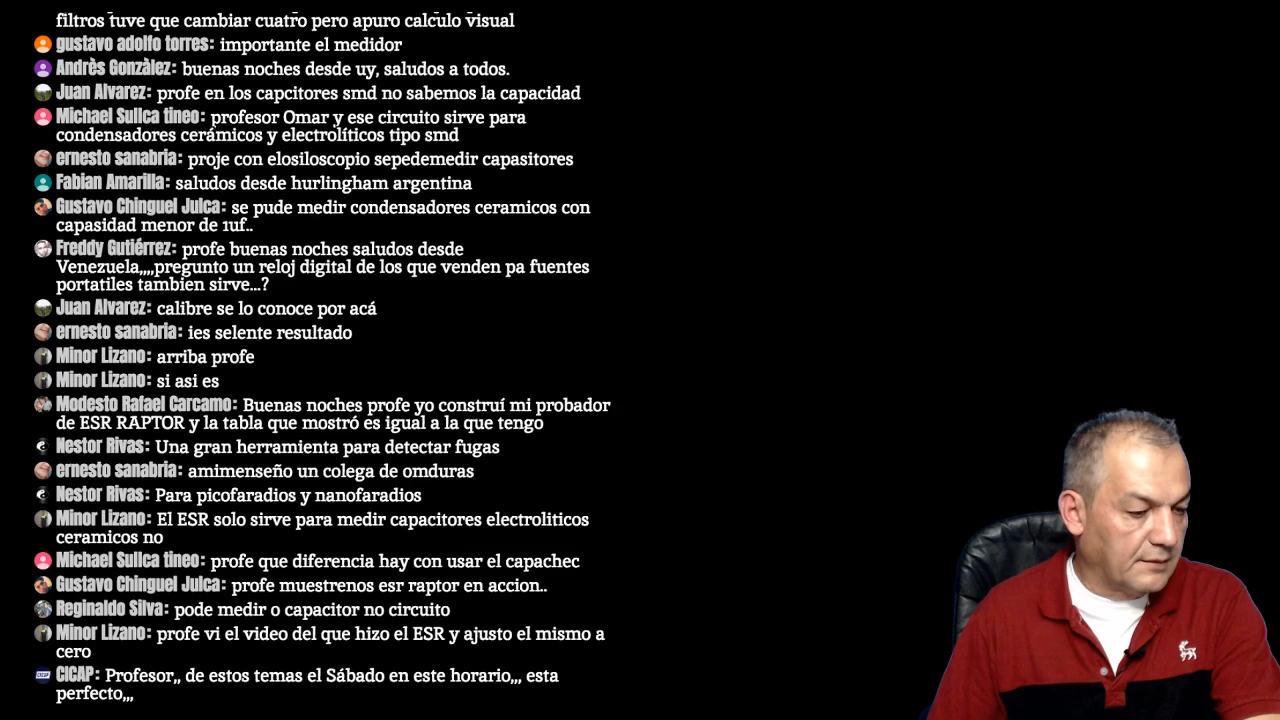 filtros tuve que cambiar cuatro pero apuro calculo visual
gustavo adolfo torres: importante el medidor
Andrès Gonzàlez: buenas noches desde uy, saludos a todos.
Juan Alvarez: profe en los capcitores smd no sabemos la capacidad
Michael Sullca tineo: profesor Omar y ese circuito sirve para
condensadores cerámicos y electrolíticos tipo smd
ernesto sanabria: proje con elosiloscopio sepedemedir capasitores
Fabian Amarilla: saludos desde hurlingham argentina
Gustavo Chinguel Julca: se pude medir condensadores ceramicos con
capasidad menor de 1uf..
Freddy Gutiérrez: profe buenas noches saludos desde
Venezuela,,,,pregunto un reloj digital de los que venden pa fuentes
portatiles tambien sirve...?
Juan Alvarez: calibre se lo conoce por acá
ernesto sanabria: ies selente resultado
Minor Lizano: arriba profe
Minor Lizano: si asi es
Modesto Rafael Carcamo: Buenas noches profe yo construí mi probador
de ESR RAPTOR y la tabla que mostró es igual a la que tengo
Nestor Rivas: Una gran herramienta para detectar fugas
ernesto sanabria: amimenseño un colega de omduras
Nestor Rivas: Para picofaradios y nanofaradios
Minor Lizano: El ESR solo sirve para medir capacitores electroliticos
ceramicos no
Michael Sullca tineo: profe que diferencia hay con usar el capachec
Gustavo Chinguel Julca: profe muestrenos esr raptor en accion..
Reginaldo Silva: pode medir o capacitor no circuito
Minor Lizano: profe vi el video del que hizo el ESR y ajusto el mismo a
cero
CICAP: Profesor,, de estos temas el Sábado en este horario,,, esta
perfecto,,,